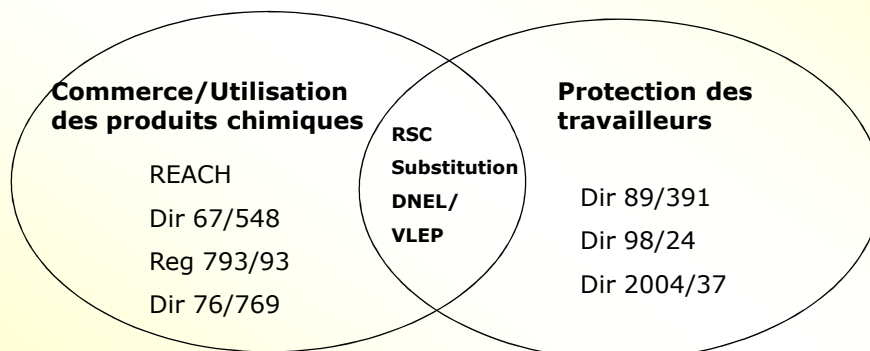 Commerce/Utilisation
des produits chimiques
REACH
Dir 67/548
Reg 793/93
Dir 76/769
RSC
Substitution
DNEL/
VLEP
Protection des
travailleurs
Dir 89/391
Dir 98/24
Dir 2004/37